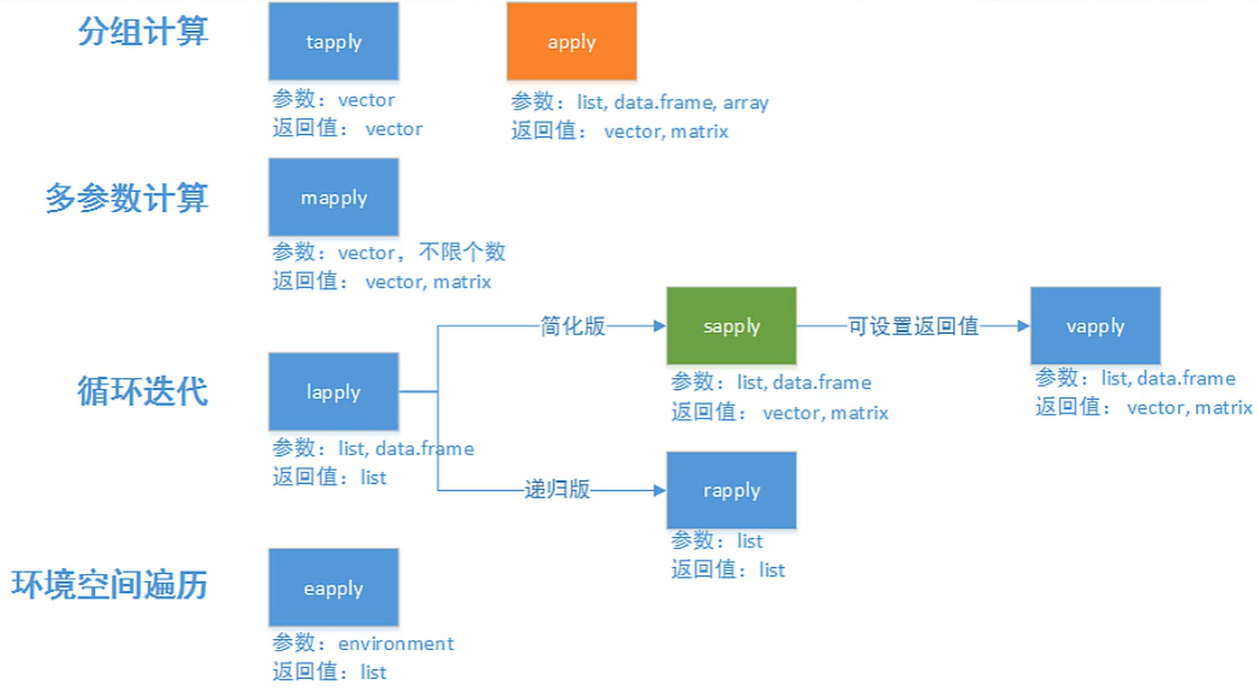 分组计算
tapply
参数：vector
返回值： vector
apply
参数：list, data.frame, array
返回值： vector, matrix
多参数计算
mapply
参数：vector，不限个数
返回值： vector, matrix
循环迭代
lapply
参数：list, data.frame
返回值：list
简化版
sapply
参数：list, data.frame
返回值： vector, matrix
可设置返回值
vapply
参数：list, data.frame
返回值： vector, matrix
递归版
rapply
参数：list
返回值：list
环境空间遍历
eapply
参数：environment
返回值：list